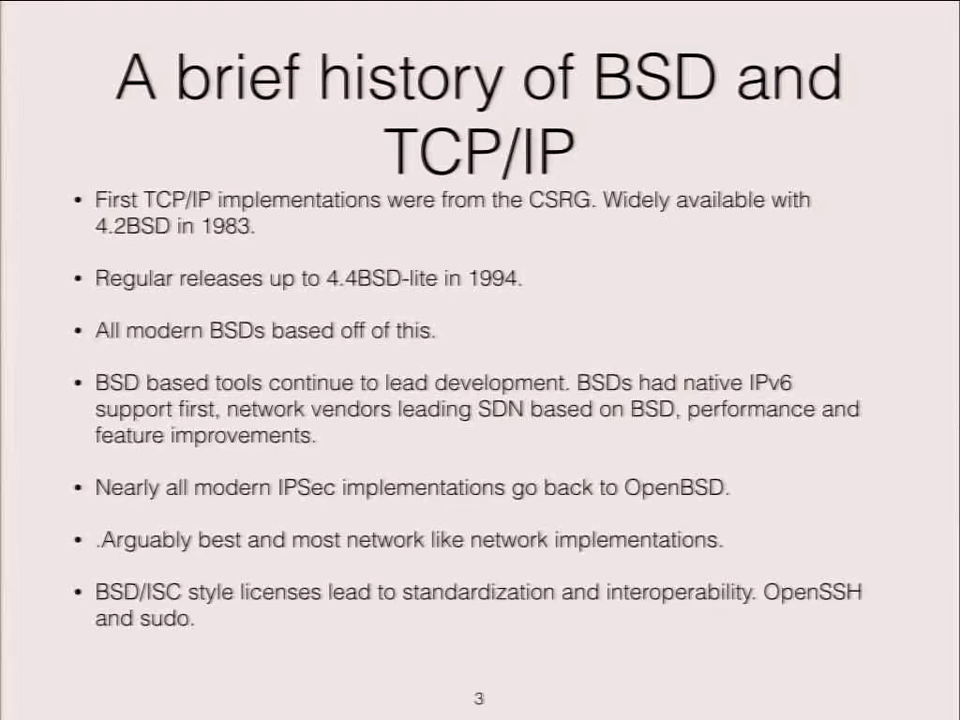 A brief history of BSD and
TCP/IP
• First TCP/IP implementations were from the CSRG. Widely available with
4.2BSD in 1983.
• Regular releases up to 4.4BSD-lite in 1994.
• All modern BSDs based off of this.
• BSD based tools continue to lead development. BSDs had native IPv6
support first, network vendors leading SDN based on BSD, performance and
feature improvements.
• Nearly all modern IPSec implementations go back to OpenBSD.
• .Arguably best and most network like network implementations.
• BSD/ISC style licenses lead to standardization and interoperability. OpenSSH
and sudo.
3